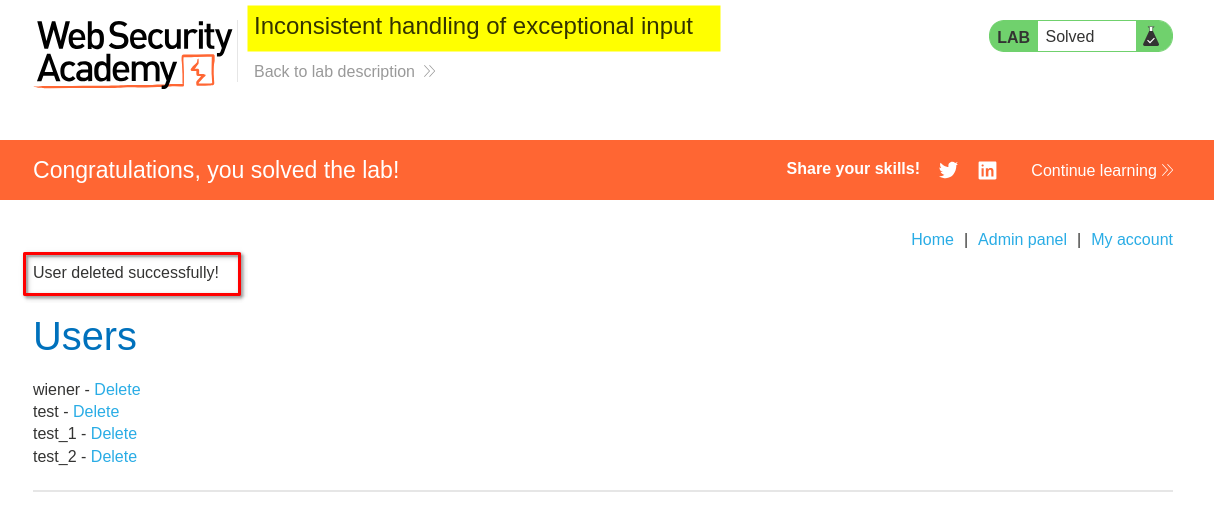 Web Security
Academy
Inconsistent handling of exceptional input
Back to lab description
LAB Solved
Congratulations, you solved the lab!
Share your skills!
Continue learning
Home | Admin panel | My account
User deleted successfully!
Users
wiener - Delete
test - Delete
test_1 - Delete
test_2 - Delete